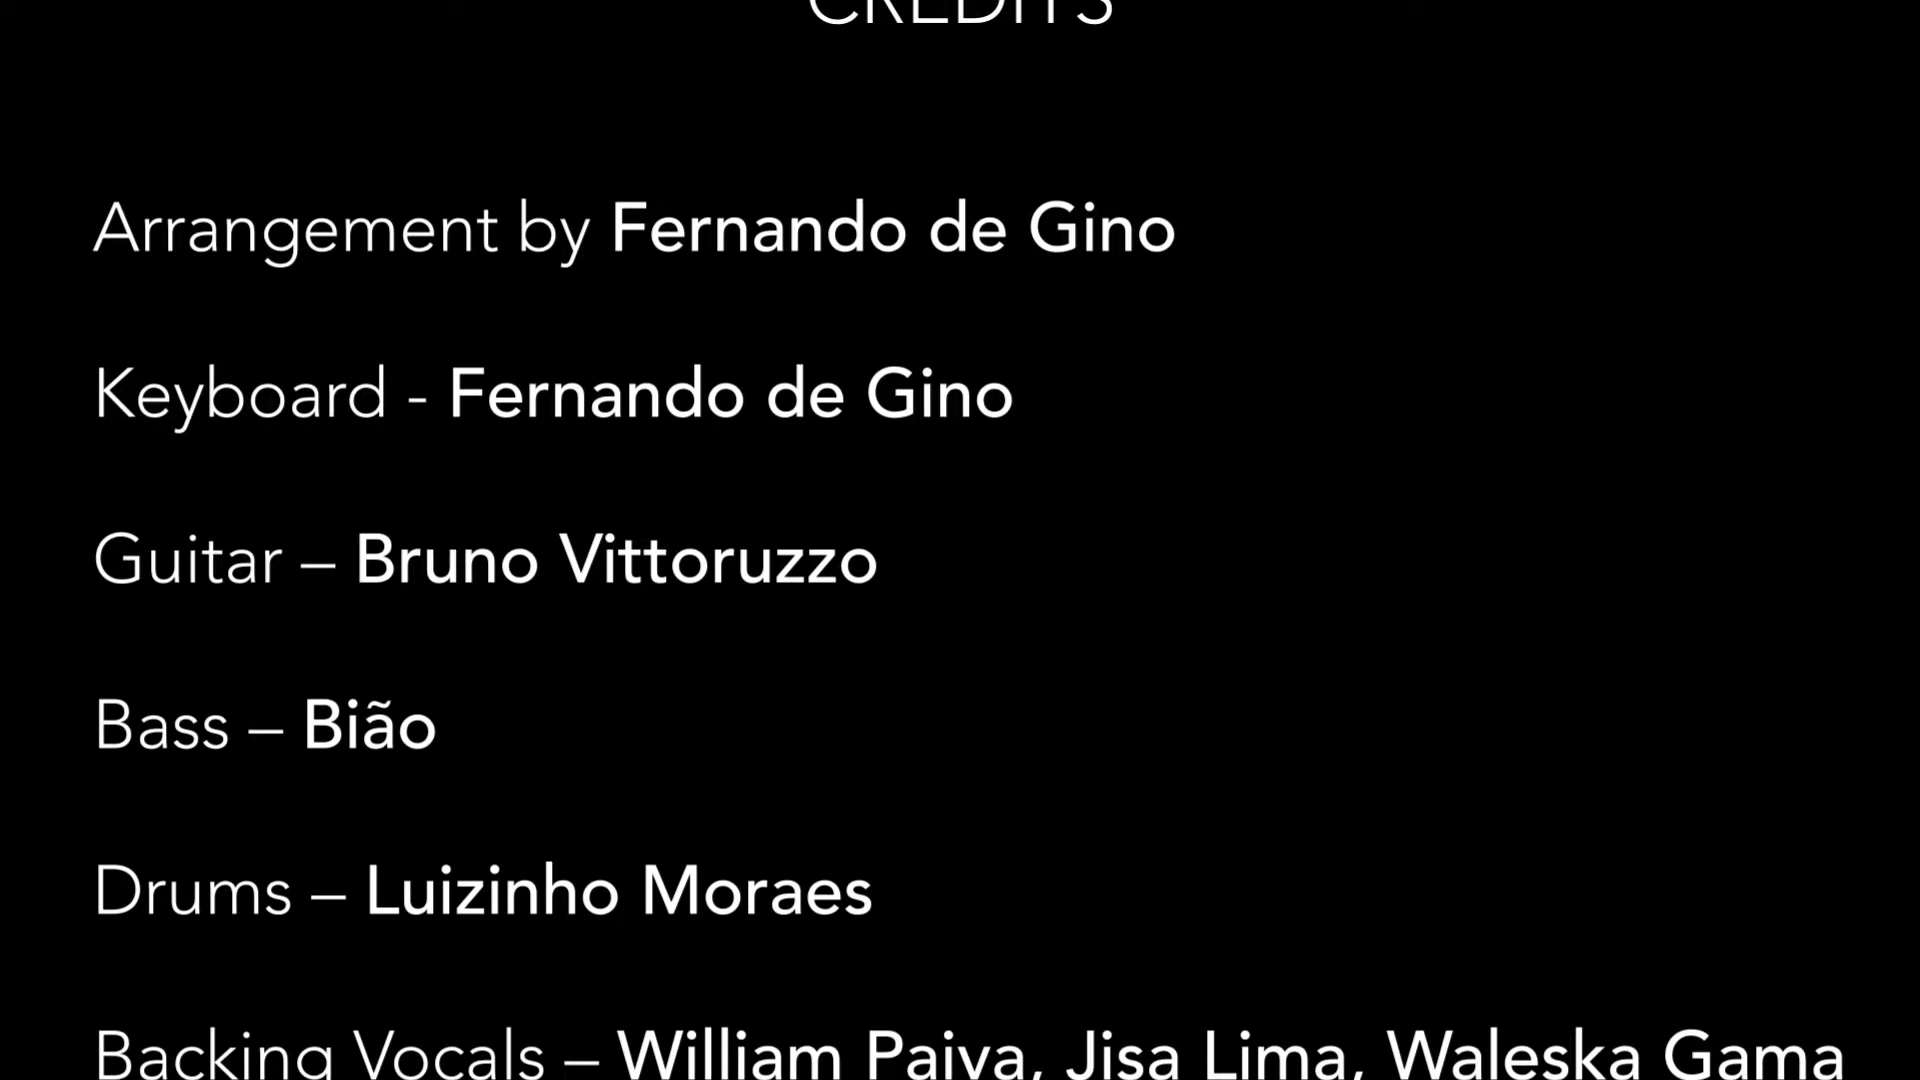 CREDITS
Arrangement by Fernando de Gino
Keyboard - Fernando de Gino
Guitar – Bruno Vittoruzzo
Bass – Bião
Drums – Luizinho Moraes
Backing Vocals – William Paiva, Jisa Lima, Waleska Gama